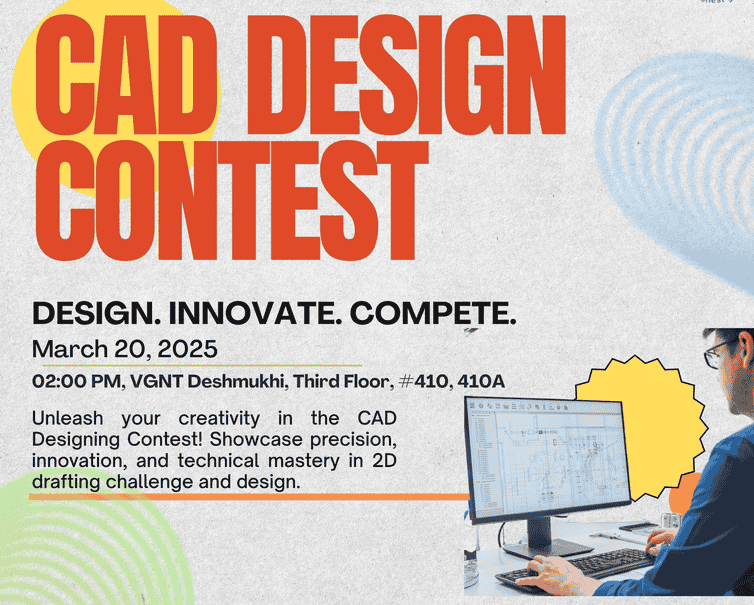 CAD DESIGN
CONTEST
DESIGN. INNOVATE. COMPETE.
March 20, 2025
02:00 PM, VGNT Deshmukhi, Third Floor, #410, 410A
Unleash your creativity in the CAD
Designing Contest! Showcase precision,
innovation, and technical mastery in 2D
drafting challenge and design.